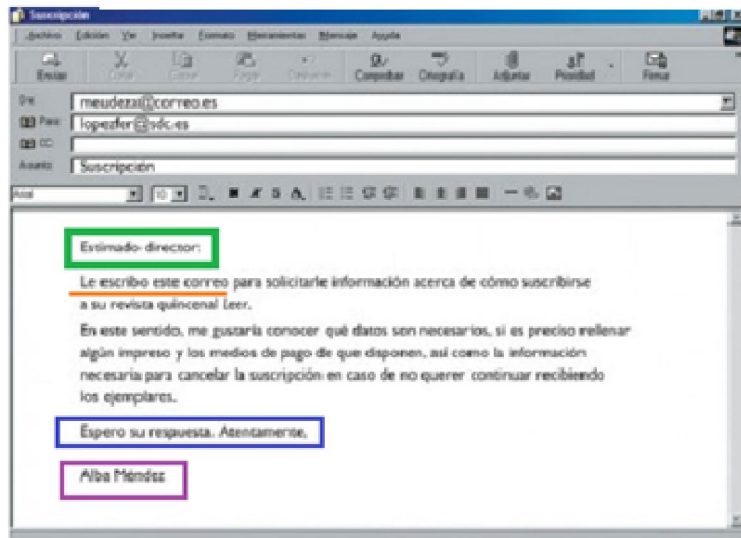 Suscripción
Archivo Edición Ver Insertar Formato Herramientas Mensaje Ayuda
Enviar Cortar Copiar Pegar Deshacer Comprobar Ortografía Adjuntar Prioridad Firmar
De:
Para: lopezfer@sdc.es
CC:
Asunto: Suscripción
Arial 10
Estimado director:
Le escribo este correo para solicitarle información acerca de cómo suscribirse
a su revista quincenal Leer.
En este sentido, me gustaría conocer qué datos son necesarios, si es preciso rellenar
algún impreso y los medios de pago de que disponen, así como la información
necesaria para cancelar la suscripción en caso de no querer continuar recibiendo
los ejemplares.
Espero su respuesta. Atentamente,
Alba Méndez